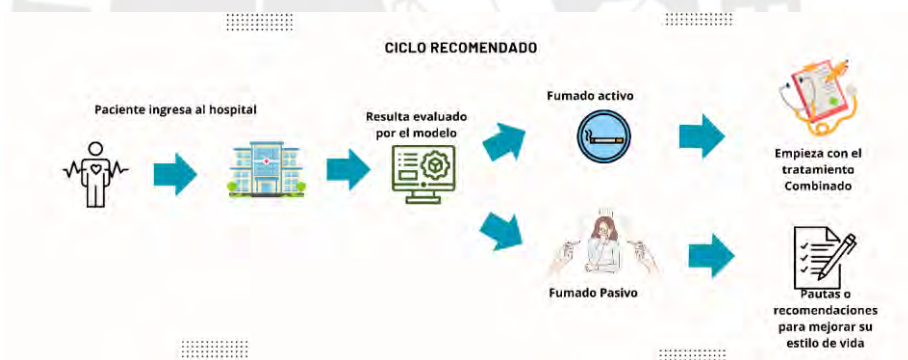 CICLO RECOMENDADO
Paciente ingresa al hospital
Resulta evaluado
por el modelo
Fumado activo
Empieza con el
tratamiento
Combinado
Fumado Pasivo
Pautas o
recomendaciones
para mejorar su
estilo de vida